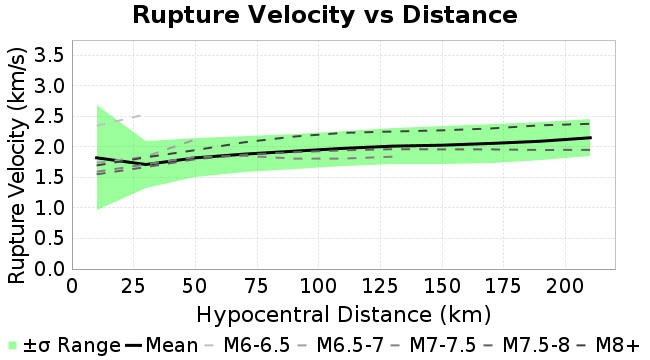 Rupture Velocity vs Distance
Rupture Velocity (km/s)
3.5
3.0
2.5
2.0
1.5
1.0
0.5
0.0
0 25 50 75 100 125 150 175 200
Hypocentral Distance (km)
±σ Range Mean M6-6.5 M6.5-7 M7-7.5 M7.5-8 M8+